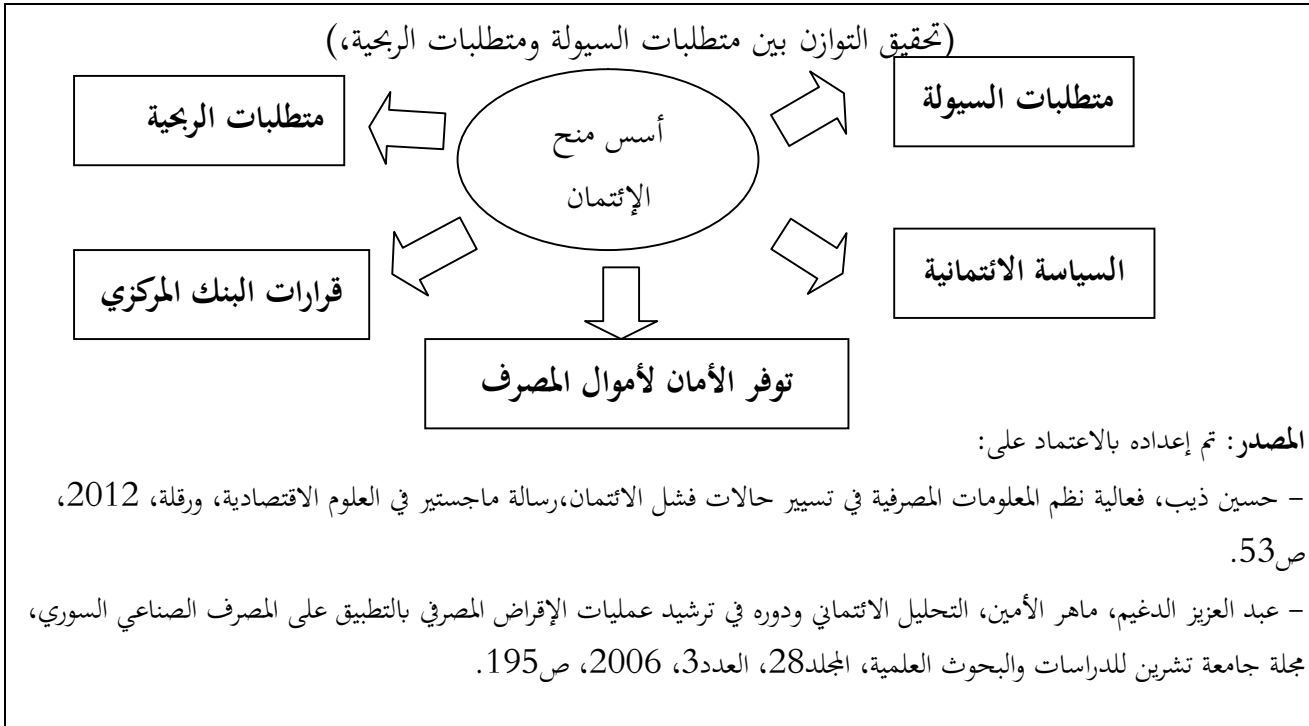 (تحقيق التوازن بين متطلبات السيولة ومتطلبات الربحية،)
متطلبات السيولة
متطلبات الربحية
أسس منح
الإئتمان
السياسة الائتمانية
قرارات البنك المركزي
توفر الأمان لأموال المصرف
المصدر: تم إعداده بالاعتماد على:
– حسين ذيب، فعالية نظم المعلومات المصرفية في تسيير حالات فشل الائتمان،رسالة ماجستير في العلوم الاقتصادية، ورقلة، 2012،
ص53.
– عبد العزيز الدغيم، ماهر الأمين، التحليل الائتماني ودوره في ترشيد عمليات الإقراض المصرفي بالتطبيق على المصرف الصناعي السوري،
مجلة جامعة تشرين للدراسات والبحوث العلمية، المجلد28، العدد3، 2006، ص195.